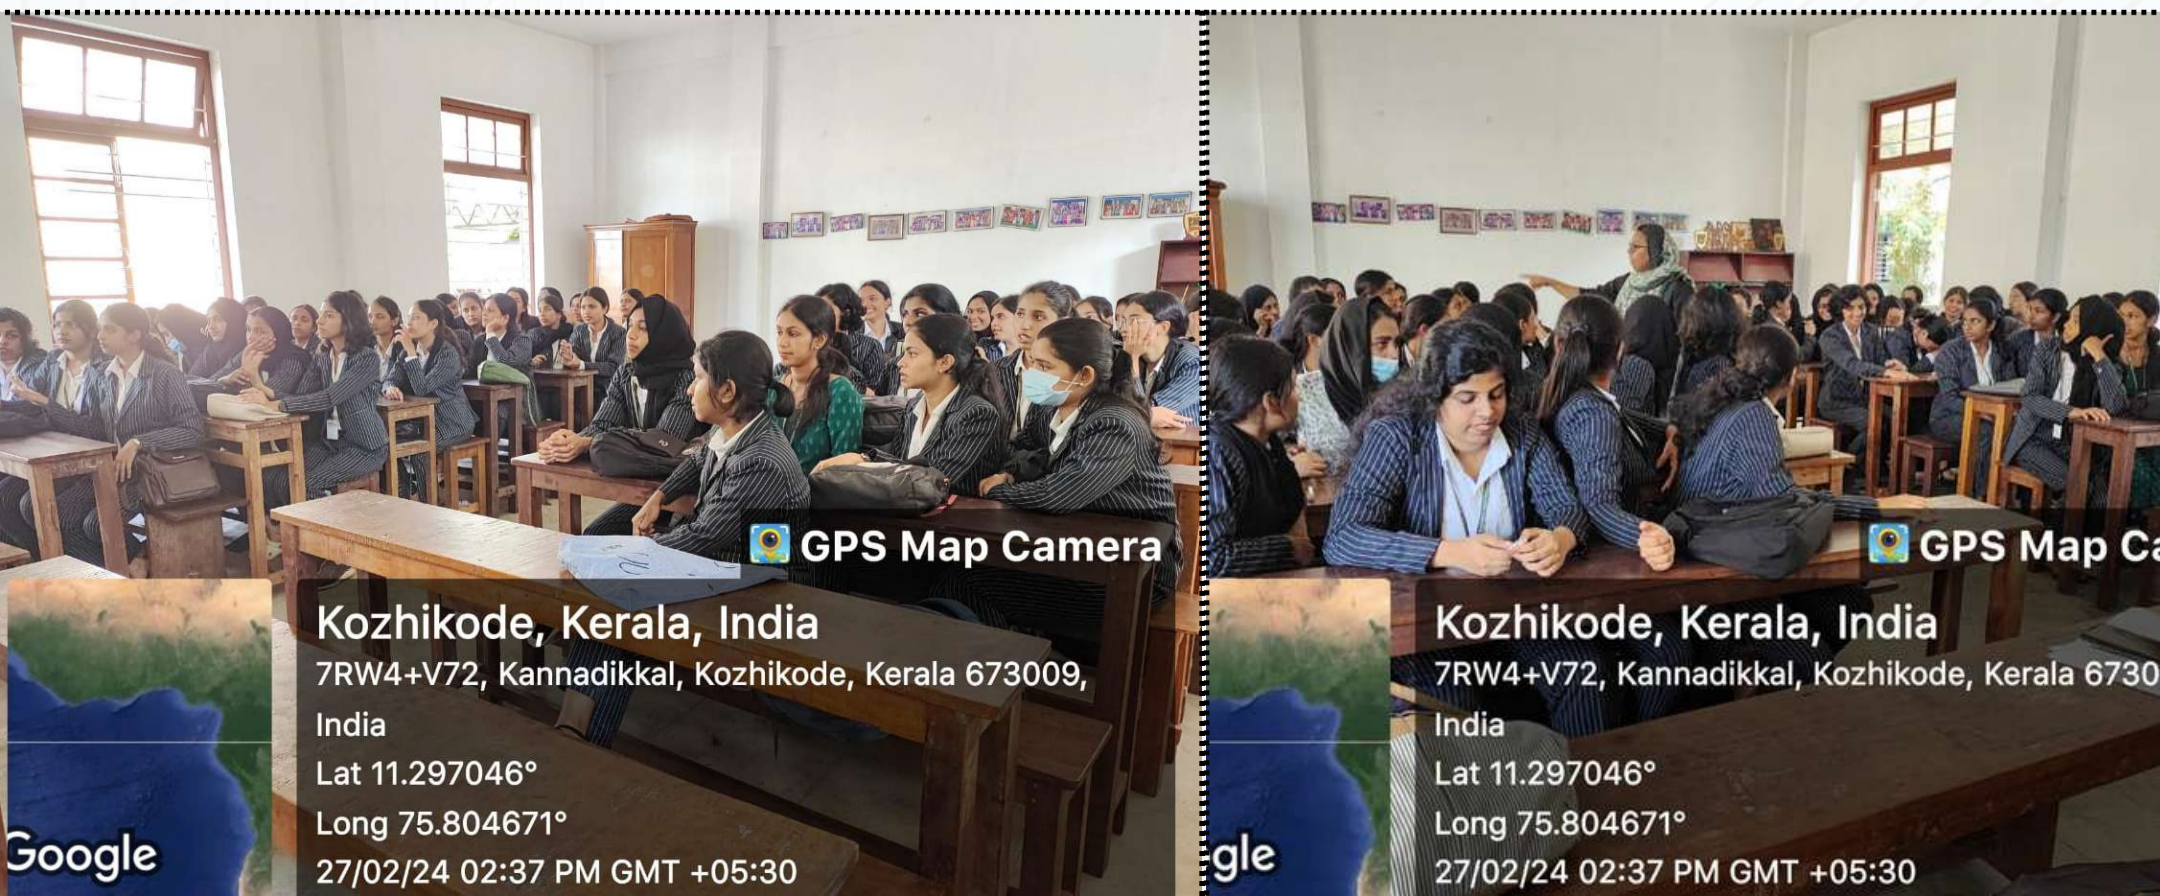 GPS Map Camera
Kozhikode, Kerala, India
7RW4+V72, Kannadikkal, Kozhikode, Kerala 673009,
India
Lat 11.297046°
Long 75.804671°
27/02/24 02:37 PM GMT +05:30
Google
GPS Map Ca
Kozhikode, Kerala, India
7RW4+V72, Kannadikkal, Kozhikode, Kerala 6730
India
Lat 11.297046°
Long 75.804671°
27/02/24 02:37 PM GMT +05:30
gle